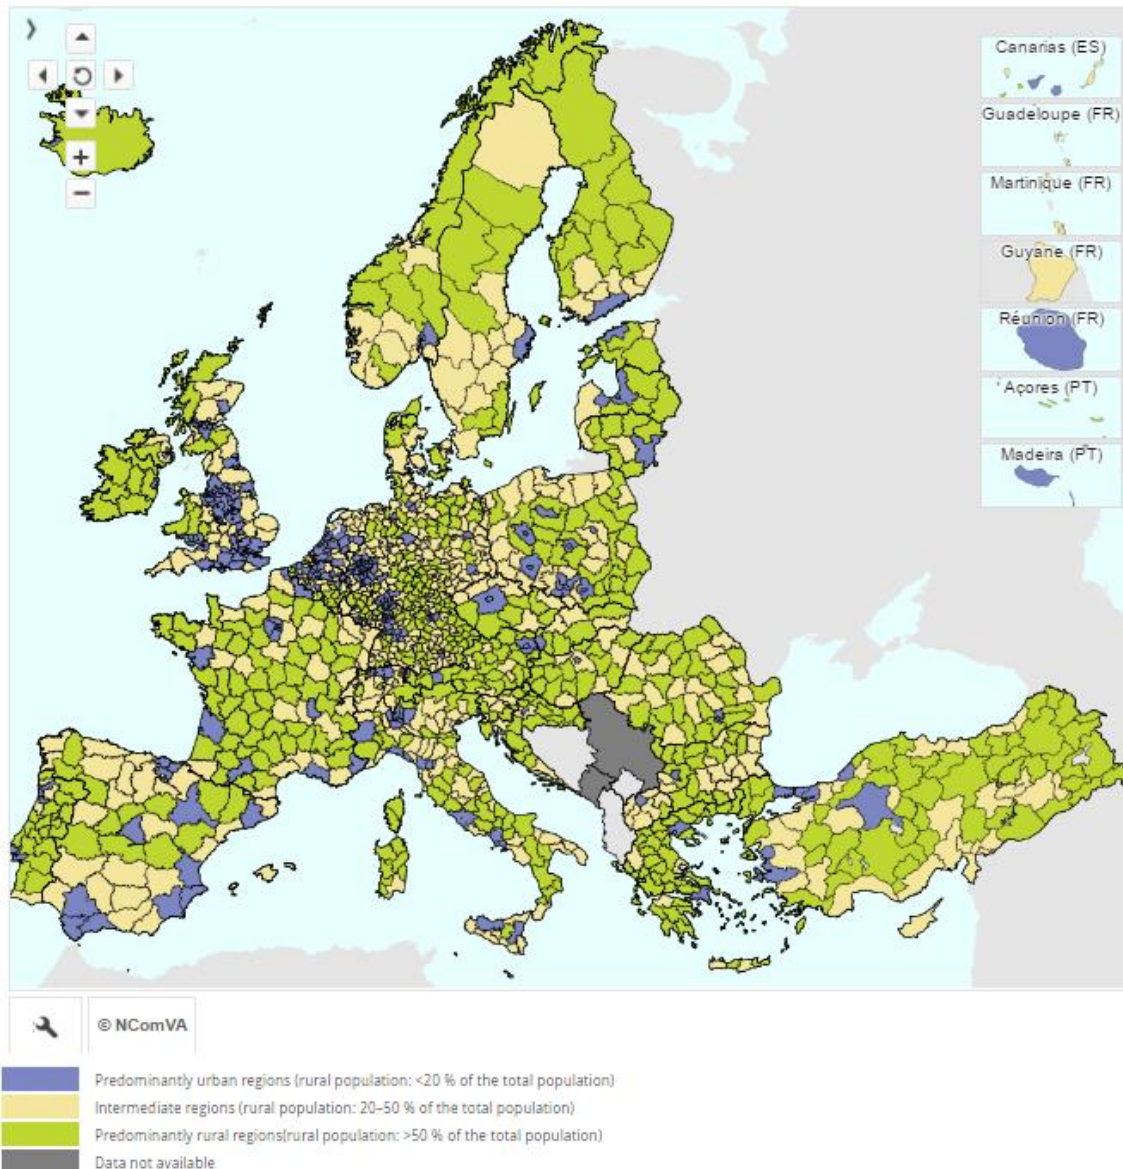 Canarias (ES)
Guadeloupe (FR)
Martinique (FR)
Guyane (FR)
Réunion (FR)
Açores (PT)
Madeira (PT)
© NComVA
Predominantly urban regions (rural population: <20 % of the total population)
Intermediate regions (rural population: 20–50 % of the total population)
Predominantly rural regions(rural population: >50 % of the total population)
Data not available